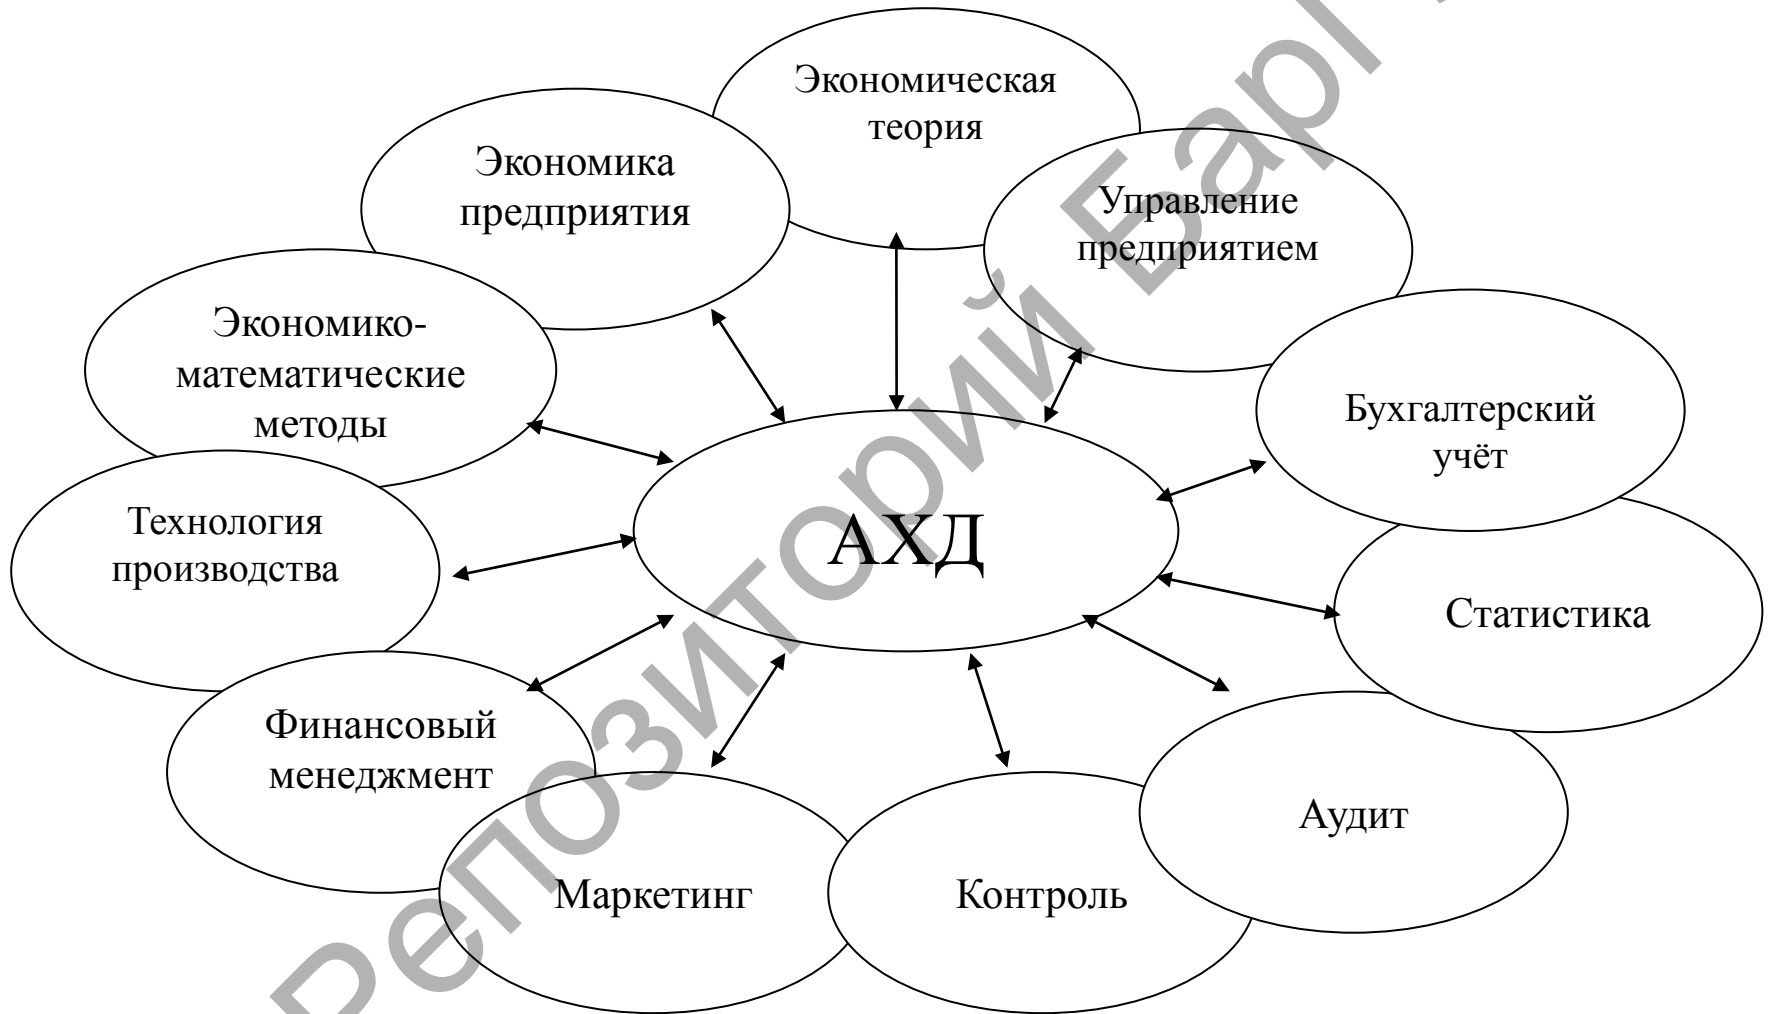 Экономическая
теория
Экономика
предприятия
Управление
предприятием
Экономико-
математические
методы
Бухгалтерский
учёт
АХД
Технология
производства
Статистика
Финансовый
менеджмент
Аудит
Маркетинг
Контроль
Репозиторий Бар